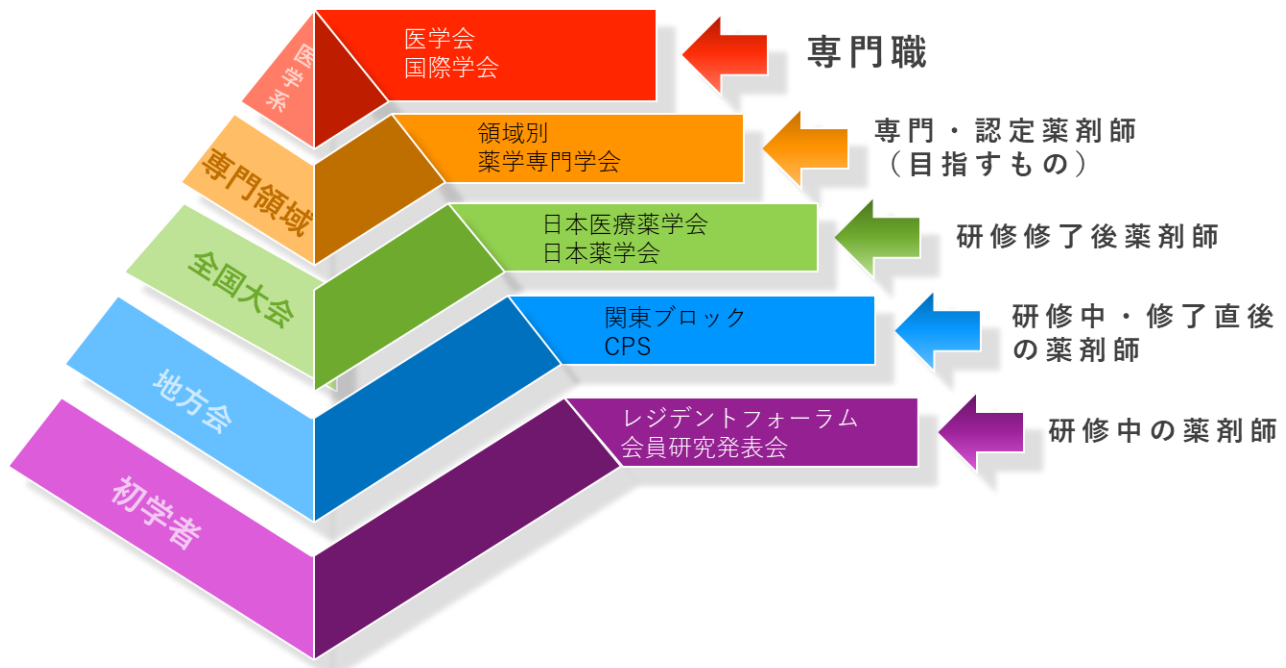 医学系
医学会
国際学会
専門職
専門領域
領域別
薬学専門学会
専門・認定薬剤師
（目指すもの）
全国大会
日本医療薬学会
日本薬学会
研修修了後薬剤師
地方会
関東ブロック
CPS
研修中・修了直後
の薬剤師
初学者
レジデントフォーラム
会員研究発表会
研修中の薬剤師